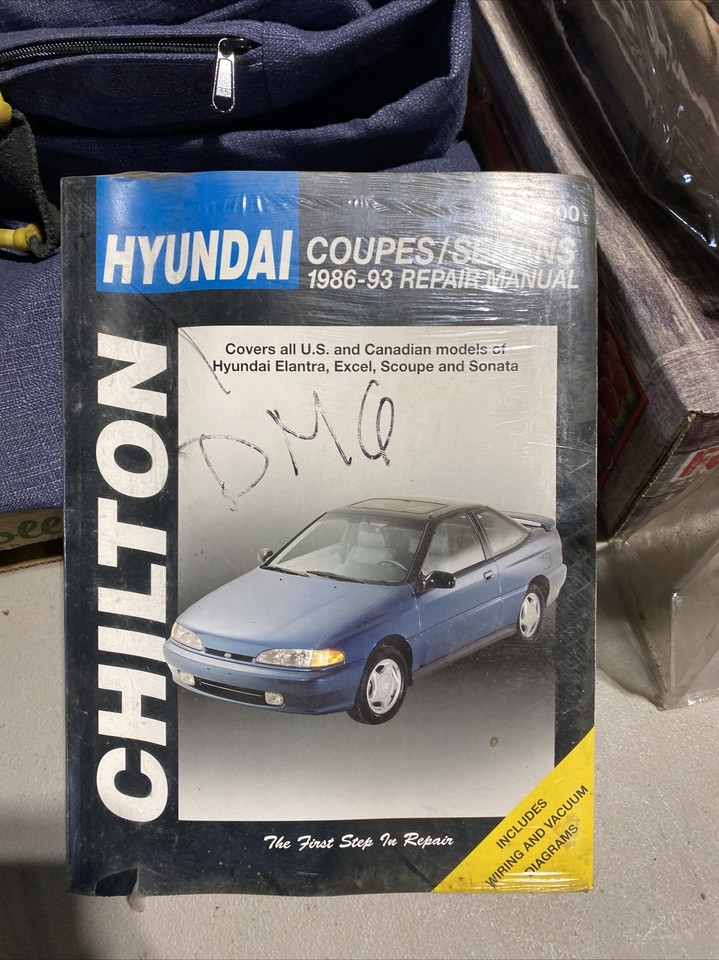 HYUNDAI
COUPES/SEDANS
1986-93 REPAIR MANUAL
CHILTON
Covers all U.S. and Canadian models of
Hyundai Elantra, Excel, Scoupe and Sonata
DMG
The First Step In Repair
INCLUDES
WIRING AND VACUUM
DIAGRAMS